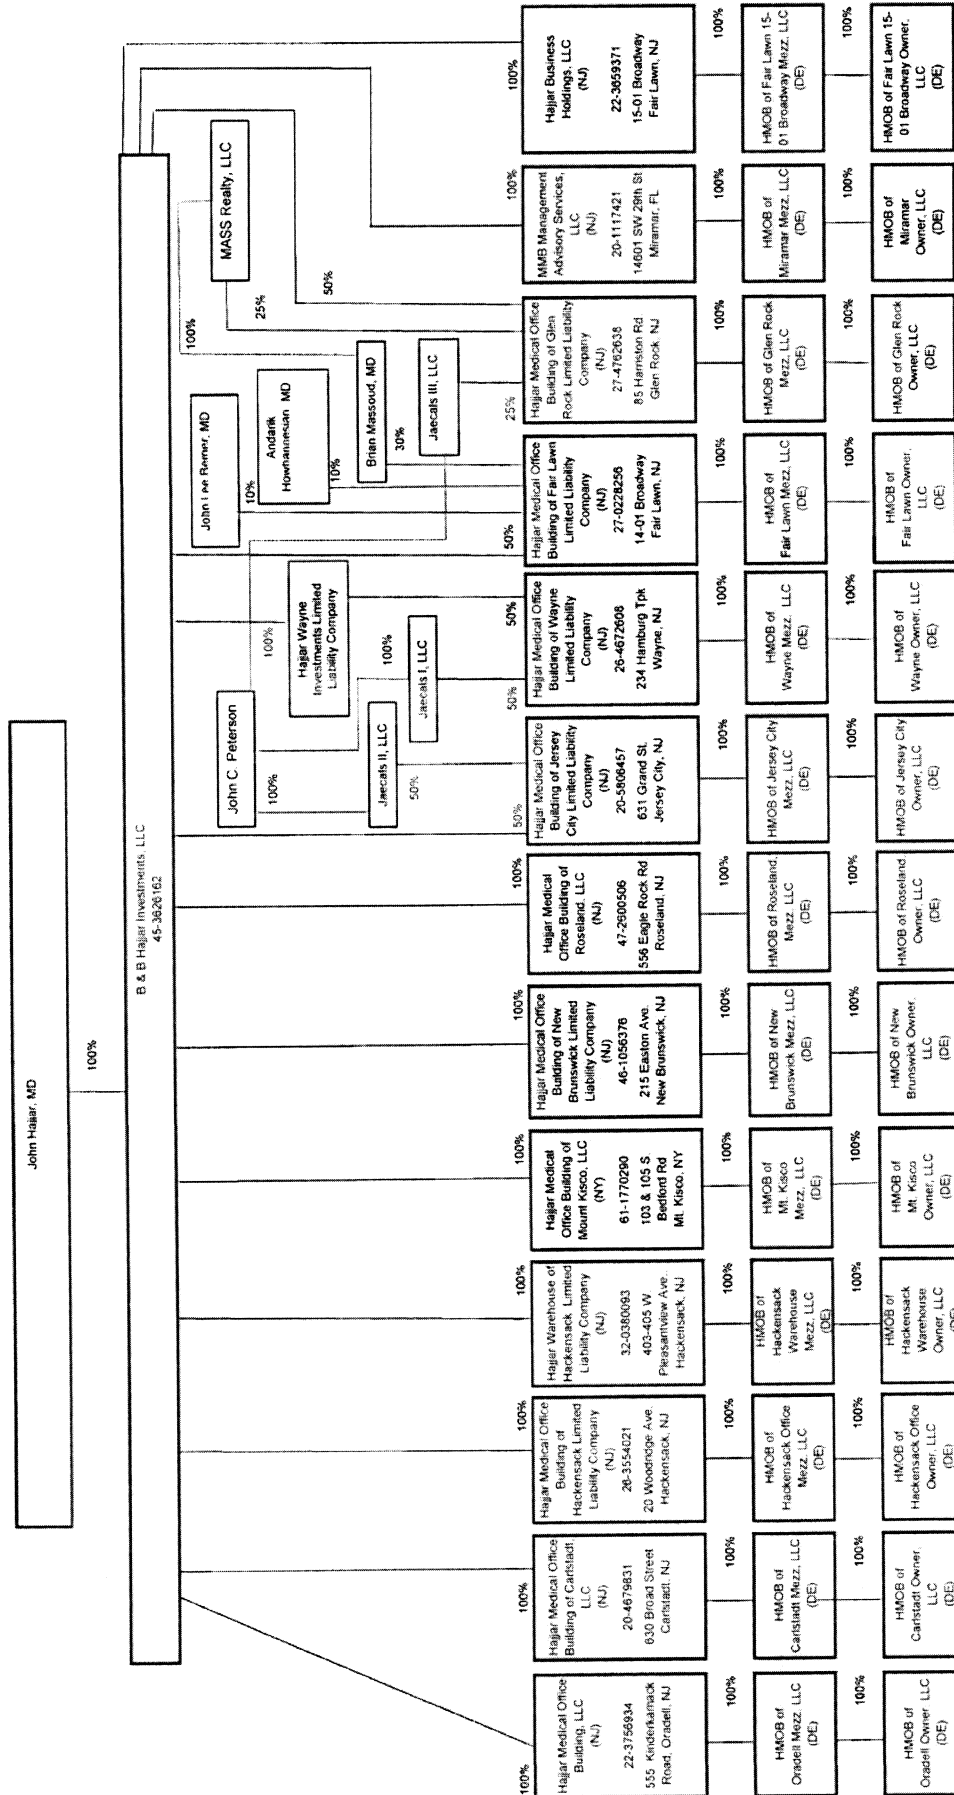 John Hajjar, MD
100%
B & B Hajjar Investments, LLC
45-3626162
John C. Peterson
100%
Jaecals II, LLC
50%
100%
Jaecals I, LLC
50%
100%
Hajjar Wayne
Investments Limited
Liability Company
50%
John Lee Berner, MD
10%
Andarik
Howhannesian MD
10%
Brian Massoud, MD
30%
100%
Jaecals III, LLC
25%
MASS Realty, LLC
25%
50%
100%
Hajjar Medical Office
Building, LLC
(NJ)
22-3756934
555 Kinderkamack
Road, Oradell, NJ
100%
HMOB of
Oradell Mezz. LLC
(DE)
100%
HMOB of
Oradell Owner LLC
(DE)
100%
Hajjar Medical Office
Building of Carlstadt,
LLC
(NJ)
20-4679831
630 Broad Street
Carlstadt, NJ
100%
HMOB of
Carlstadt Mezz. LLC
(DE)
100%
HMOB of
Carlstadt Owner,
LLC
(DE)
100%
Hajjar Medical Office
Building of
Hackensack Limited
Liability Company
(NJ)
26-3554021
20 Woodridge Ave.
Hackensack, NJ
100%
HMOB of
Hackensack Office
Mezz. LLC
(DE)
100%
HMOB of
Hackensack Office
Owner, LLC
(DE)
100%
Hajjar Warehouse of
Hackensack Limited
Liability Company
(NJ)
32-0380093
403-405 W.
Pleasantview Ave.
Hackensack, NJ
100%
HMOB of
Hackensack
Warehouse
Mezz, LLC
(DE)
100%
HMOB of
Hackensack
Warehouse
Owner, LLC
(DE)
100%
Hajjar Medical
Office Building of
Mount Kisco, LLC
(NY)
61-1770290
103 & 105 S
Bedford Rd
Mt. Kisco, NY
100%
HMOB of
Mt. Kisco
Mezz, LLC
(DE)
100%
HMOB of
Mt. Kisco
Owner, LLC
(DE)
100%
Hajjar Medical Office
Building of New
Brunswick Limited
Liability Company
(NJ)
46-1056376
215 Easton Ave.
New Brunswick, NJ
100%
HMOB of New
Brunswick Mezz, LLC
(DE)
100%
HMOB of New
Brunswick Owner,
LLC
(DE)
100%
Hajjar Medical
Office Building of
Roseland, LLC
(NJ)
47-2600506
556 Eagle Rock Rd
Roseland, NJ
100%
HMOB of Roseland,
Mezz. LLC
(DE)
100%
HMOB of Roseland,
Owner, LLC
(DE)
50%
Hajjar Medical Office
Building of Jersey
City Limited Liability
Company
(NJ)
20-5806457
631 Grand St.
Jersey City, NJ
100%
HMOB of Jersey City
Mezz. LLC
(DE)
100%
HMOB of Jersey City
Owner, LLC
(DE)
Hajjar Medical Office
Building of Wayne
Limited Liability
Company
(NJ)
26-4672608
234 Hamburg Tpk
Wayne, NJ
100%
HMOB of
Wayne Mezz. LLC
(DE)
100%
HMOB of
Wayne Owner, LLC
(DE)
50%
Hajjar Medical Office
Building of Fair Lawn
Limited Liability
Company
(NJ)
27-0228256
14-01 Broadway
Fair Lawn, NJ
100%
HMOB of
Fair Lawn Mezz, LLC
(DE)
100%
HMOB of
Fair Lawn Owner,
LLC
(DE)
Hajjar Medical Office
Building of Glen
Rock Limited Liability
Company
(NJ)
27-4762638
85 Harriston Rd
Glen Rock NJ
100%
HMOB of Glen Rock
Mezz, LLC
(DE)
100%
HMOB of Glen Rock
Owner, LLC
(DE)
100%
MMB Management
Advisory Services,
LLC
(NJ)
20-1117421
14601 SW 29th St
Miramar, FL
100%
HMOB of
Miramar Mezz, LLC
(DE)
100%
HMOB of
Miramar
Owner, LLC
(DE)
100%
Hajjar Business
Holdings, LLC
(NJ)
22-3659371
15-01 Broadway
Fair Lawn, NJ
100%
HMOB of Fair Lawn 15-
01 Broadway Mezz, LLC
(DE)
100%
HMOB of Fair Lawn 15-
01 Broadway Owner,
LLC
(DE)